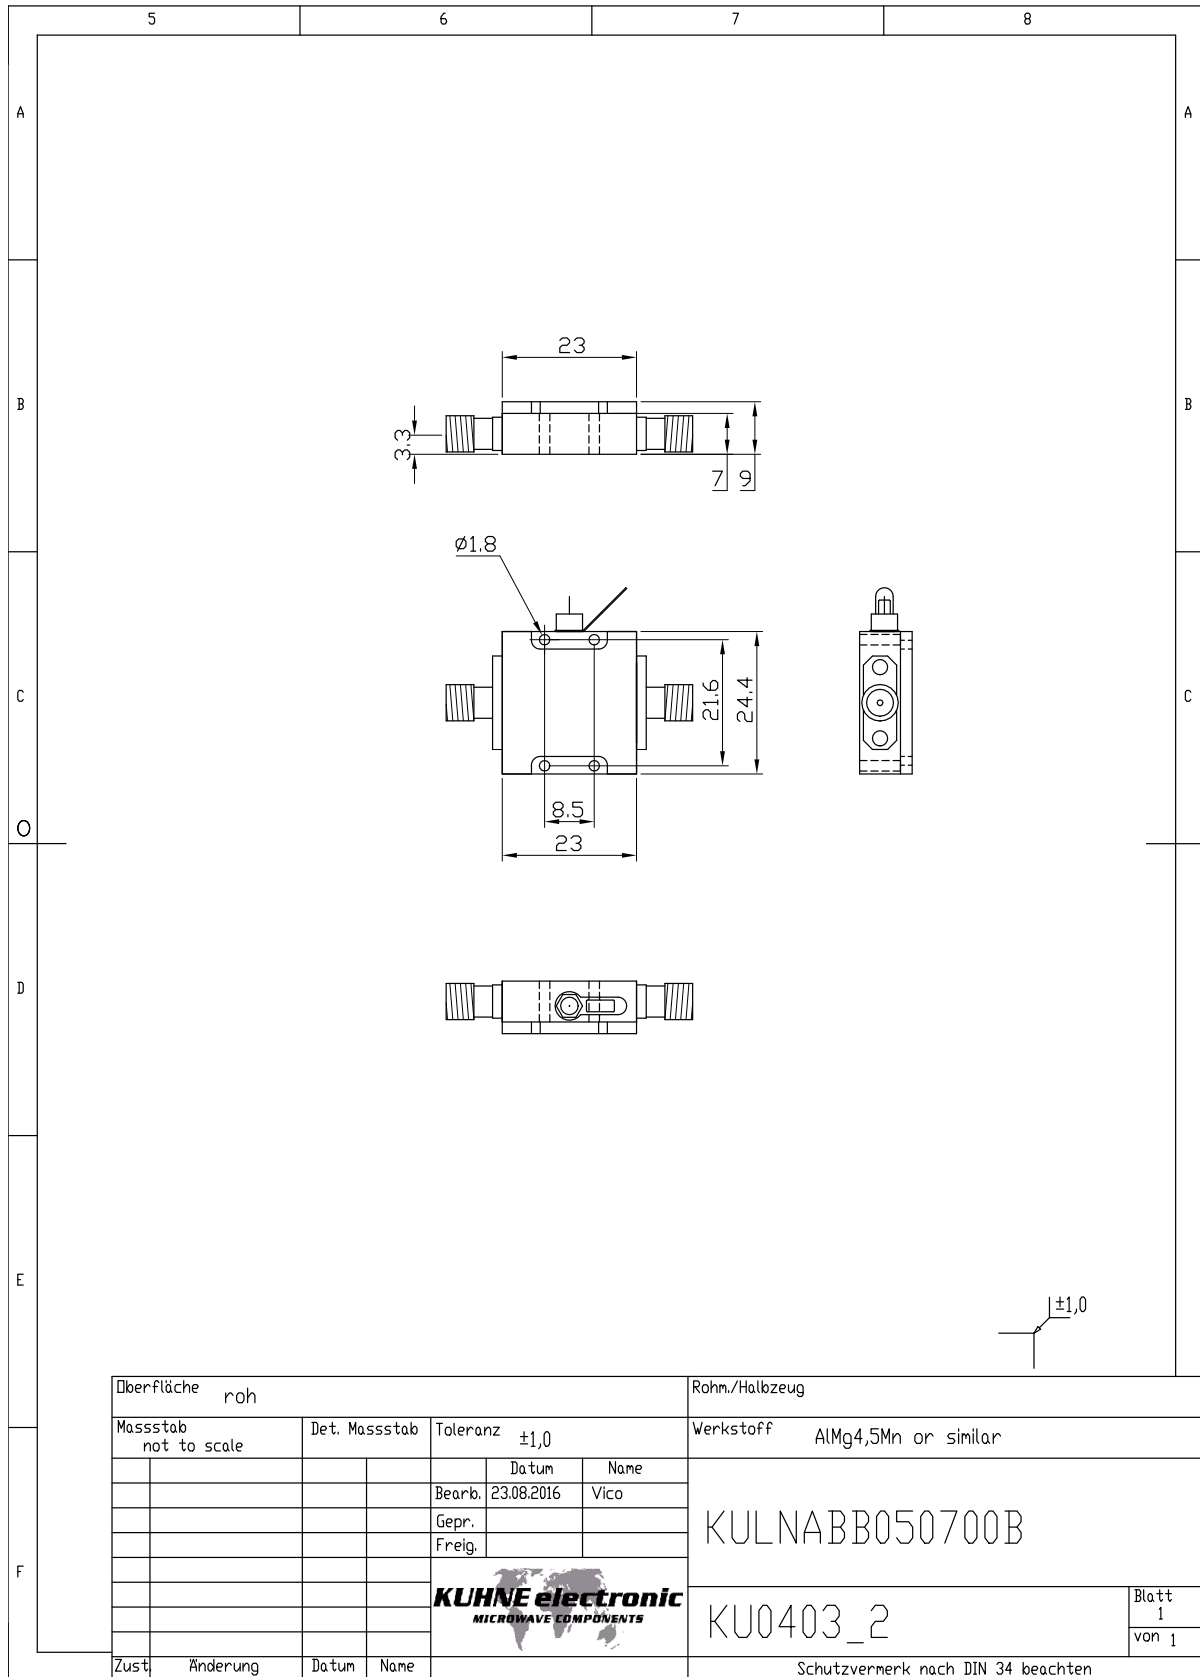 5 6 7 8
A A
23
B B
3.3
7 9
Ø1.8
C C
21.6
24.4
8.5
23
D
E
±1,0
Oberfläche roh
Rohm./Halbzeug
Massstab
not to scale
Det. Massstab
Toleranz ±1,0
Werkstoff AlMg4,5Mn or similar
Datum Name
Bearb. 23.08.2016 Vico
Gepr.
Freig.
KULNABB050700B
F
KUHNE electronic
MICROWAVE COMPONENTS
KU0403_2
Blatt
1
von 1
Zust. Änderung Datum Name
Schutzvermerk nach DIN 34 beachten